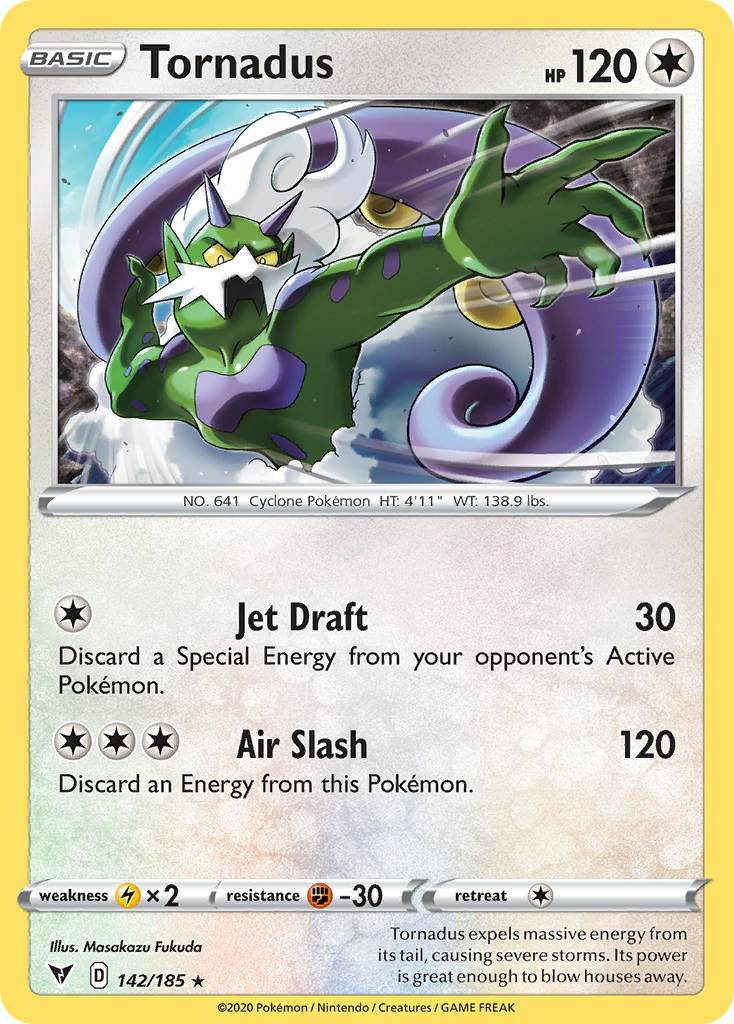 BASIC Tornadus HP 120
NO. 641 Cyclone Pokémon HT: 4'11" WT: 138.9 lbs.
Jet Draft 30
Discard a Special Energy from your opponent's Active
Pokémon.
Air Slash 120
Discard an Energy from this Pokémon.
weakness ×2 resistance -30 retreat
Illus. Masakazu Fukuda
D 142/185 ★
Tornadus expels massive energy from
its tail, causing severe storms. Its power
is great enough to blow houses away.
©2020 Pokémon / Nintendo / Creatures / GAME FREAK